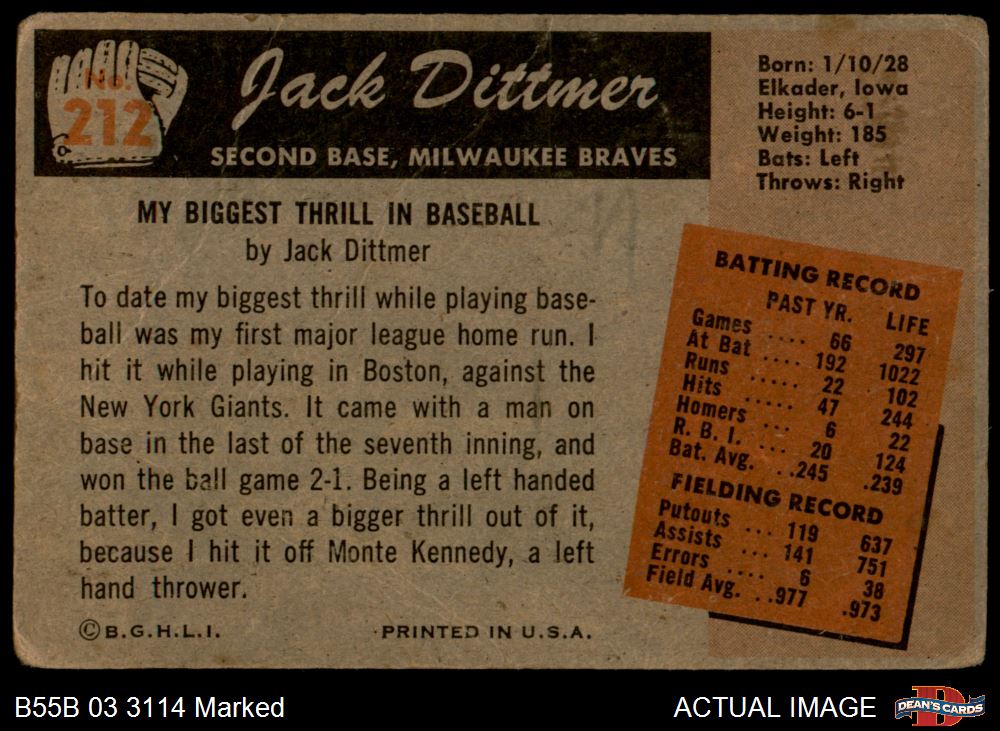 No.
212
Jack Dittmer
SECOND BASE, MILWAUKEE BRAVES
Born: 1/10/28
Elkader, Iowa
Height: 6-1
Weight: 185
Bats: Left
Throws: Right
MY BIGGEST THRILL IN BASEBALL
by Jack Dittmer
To date my biggest thrill while playing base-
ball was my first major league home run. I
hit it while playing in Boston, against the
New York Giants. It came with a man on
base in the last of the seventh inning, and
won the ball game 2-1. Being a left handed
batter, I got even a bigger thrill out of it,
because I hit it off Monte Kennedy, a left
hand thrower.
©B.G.H.L.I.
PRINTED IN U.S.A.
BATTING RECORD
PAST YR. LIFE
Games .... 66 297
At Bat .... 192 1022
Runs ..... 22 102
Hits ..... 47 244
Homers ... 6 22
R. B. I. ... 20 124
Bat. Avg. ..245 .239
FIELDING RECORD
Putouts ... 119 637
Assists ... 141 751
Errors .... 6 38
Field Avg. ..977 .973
B55B 03 3114 Marked
ACTUAL IMAGE
DEAN'S CARDS